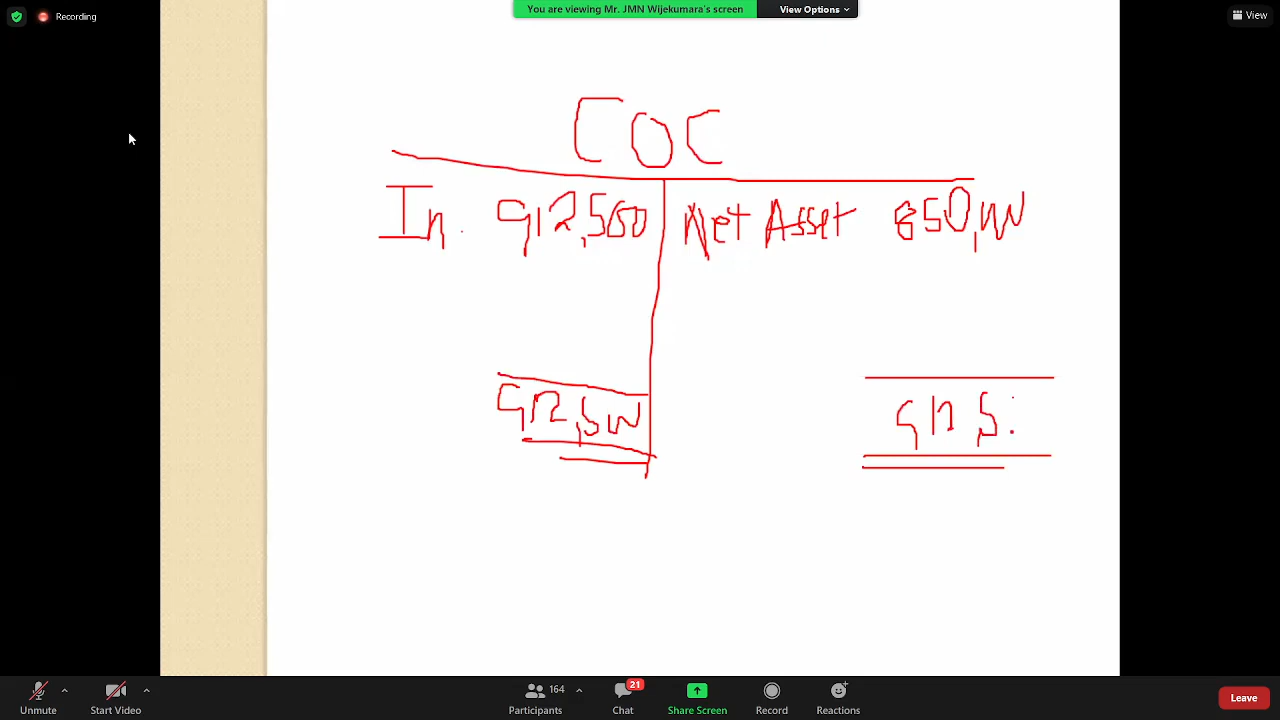 Recording
You are viewing Mr. JMN Wijekumara's screen
View Options
View
COC
In 912,500 Net Asset 850,000
912,500 912,5
Unmute
Start Video
164
Participants
21
Chat
Share Screen
Record
Reactions
Leave